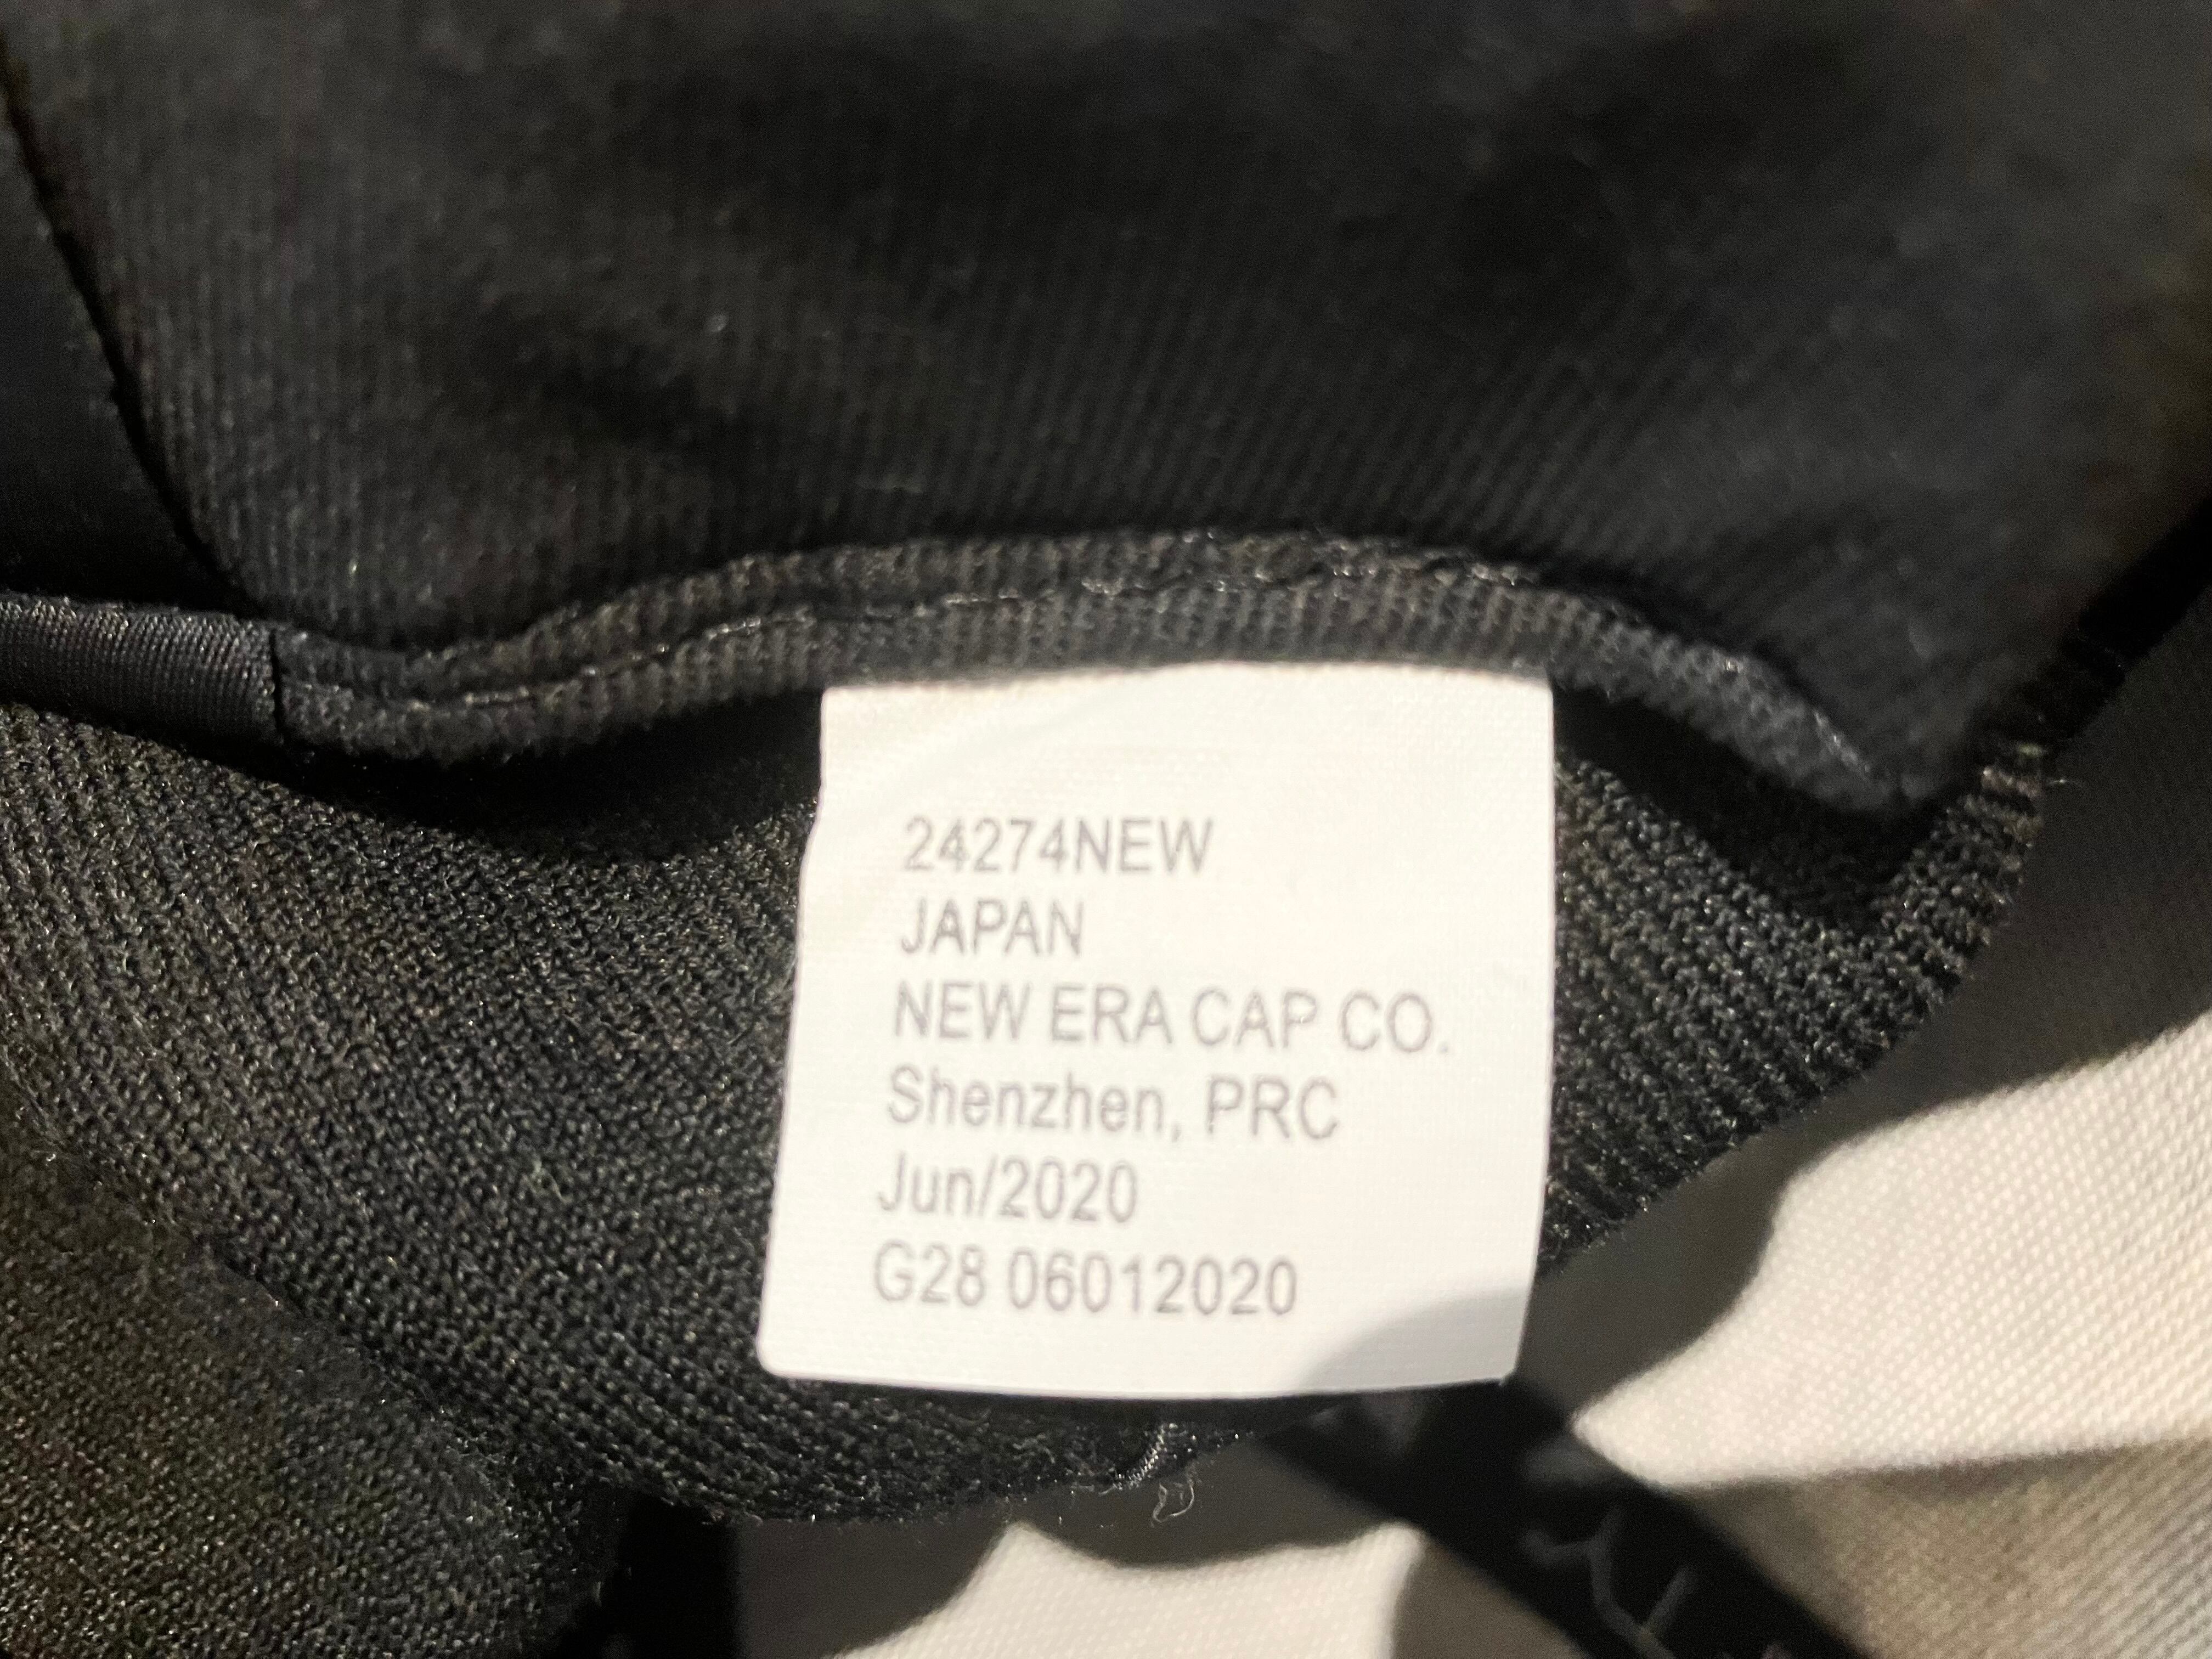 24274NEW
JAPAN
NEW ERA CAP CO.
Shenzhen, PRC
Jun/2020
G28 06012020